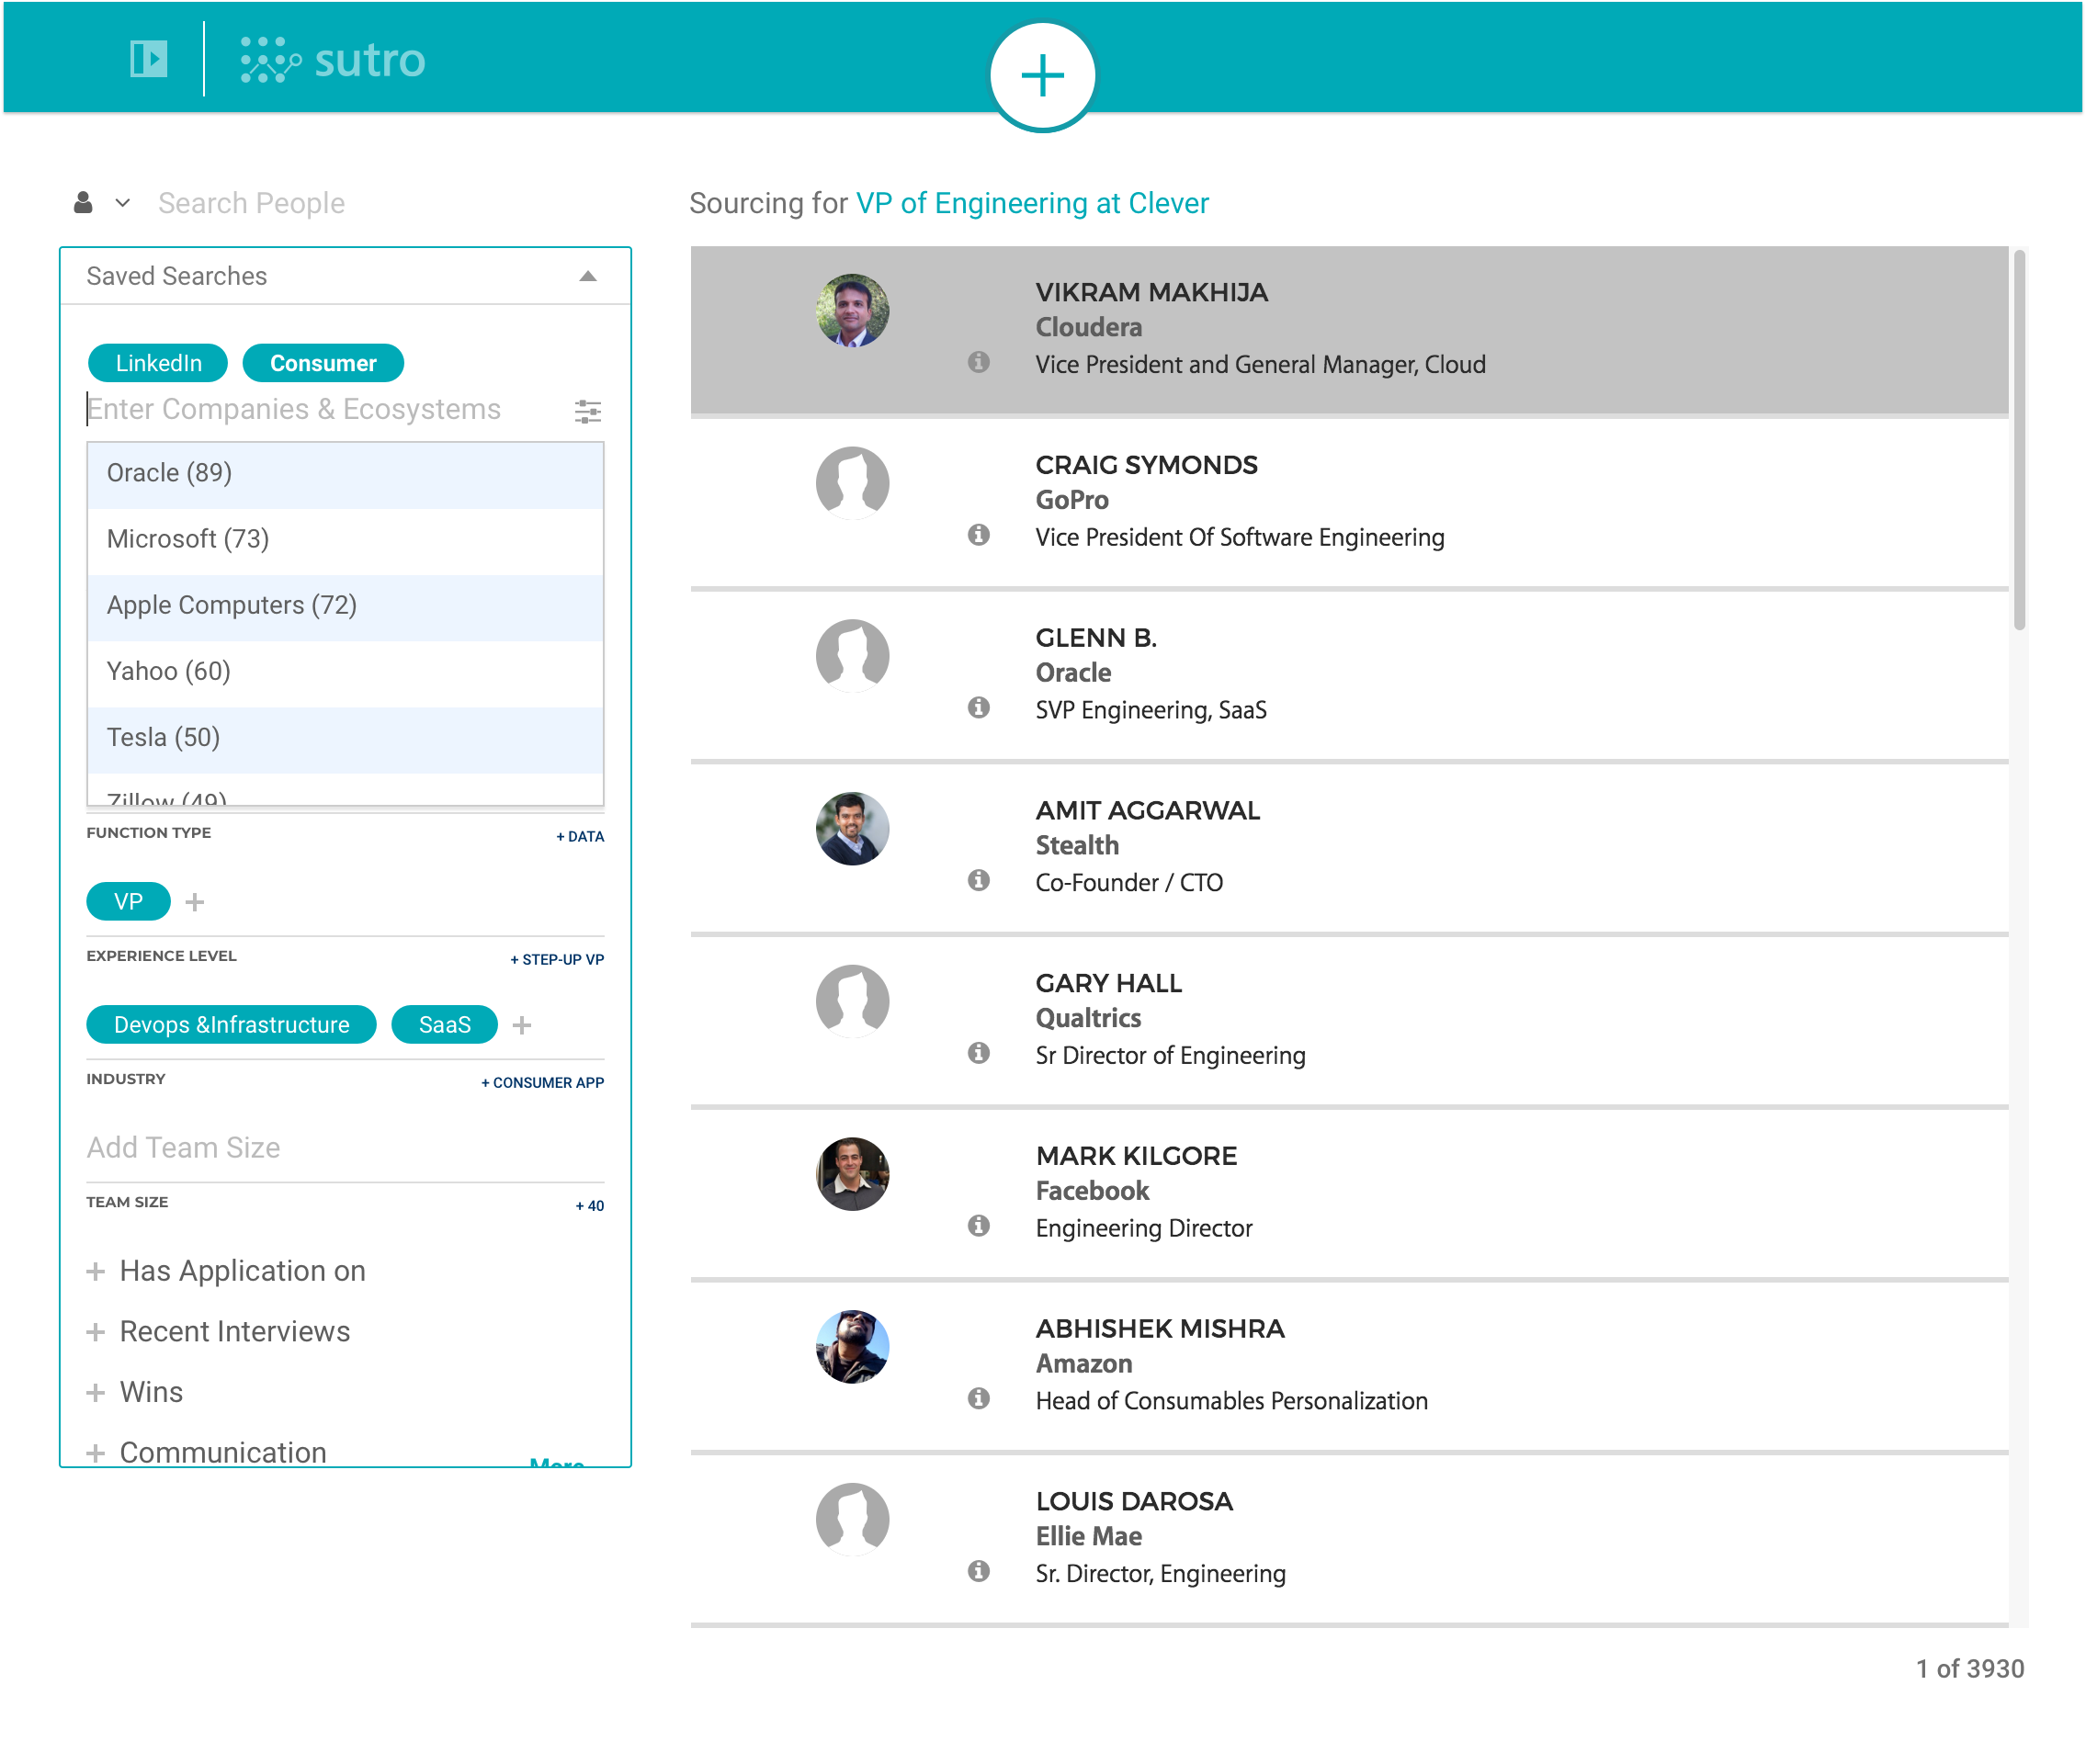 sutro
Search People
Saved Searches
LinkedIn Consumer
Enter Companies & Ecosystems
Oracle (89)
Microsoft (73)
Apple Computers (72)
Yahoo (60)
Tesla (50)
Zillow (49)
FUNCTION TYPE + DATA
VP
EXPERIENCE LEVEL + STEP-UP VP
Devops &Infrastructure SaaS
INDUSTRY + CONSUMER APP
Add Team Size
TEAM SIZE + 40
Has Application on
Recent Interviews
Wins
Communication
More
Sourcing for VP of Engineering at Clever
VIKRAM MAKHIJA
Cloudera
Vice President and General Manager, Cloud
CRAIG SYMONDS
GoPro
Vice President Of Software Engineering
GLENN B.
Oracle
SVP Engineering, SaaS
AMIT AGGARWAL
Stealth
Co-Founder / CTO
GARY HALL
Qualtrics
Sr Director of Engineering
MARK KILGORE
Facebook
Engineering Director
ABHISHEK MISHRA
Amazon
Head of Consumables Personalization
LOUIS DAROSA
Ellie Mae
Sr. Director, Engineering
1 of 3930